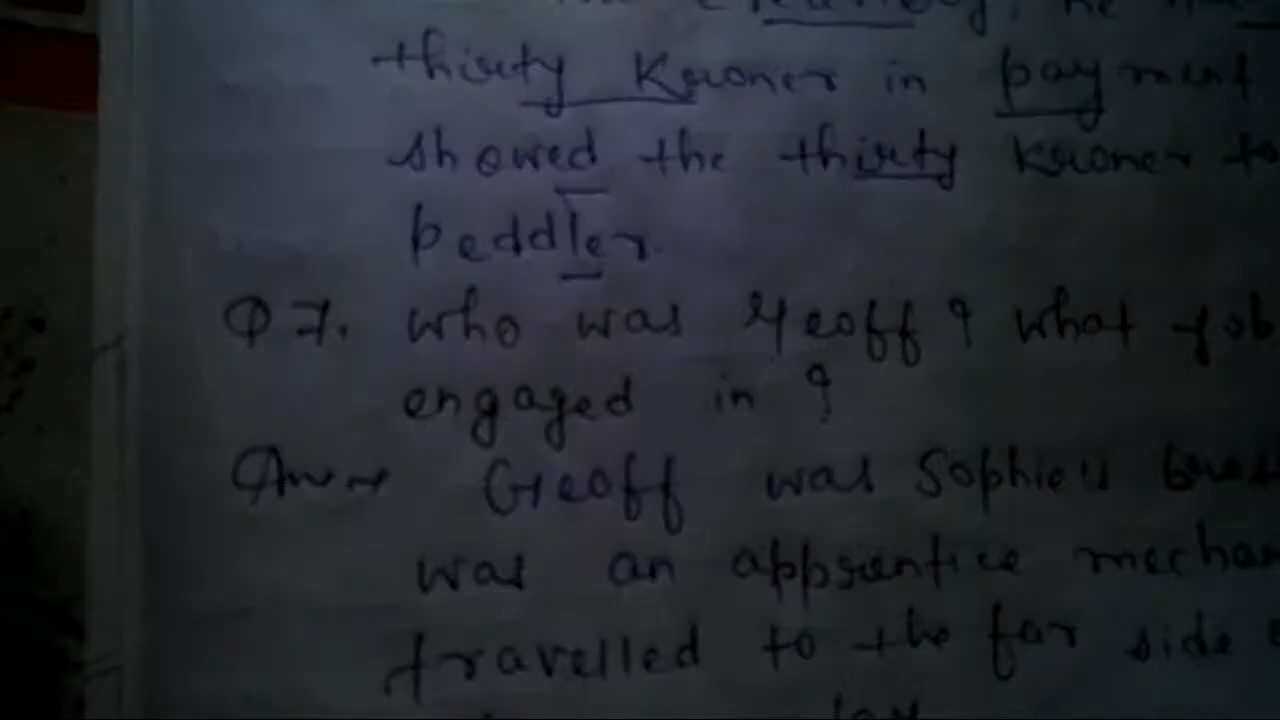 thirty Kroner in payment
showed the thirty kroner to
peddler.
Q 7. who was Geoff ? what job
engaged in ?
Ans Geoff was Sophie's
was an apprentice
travelled to the far side